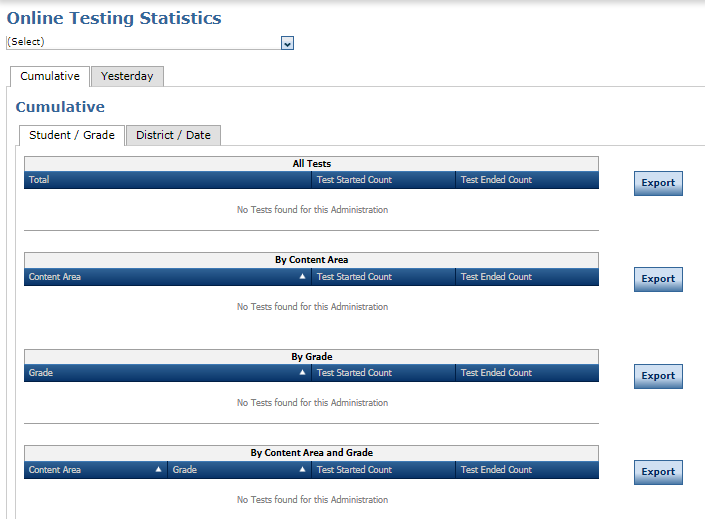 Online Testing Statistics
(Select)
Cumulative Yesterday
Cumulative
Student / Grade District / Date
All Tests
Total Test Started Count Test Ended Count Export
No Tests found for this Administration
By Content Area
Content Area Test Started Count Test Ended Count Export
No Tests found for this Administration
By Grade
Grade Test Started Count Test Ended Count Export
No Tests found for this Administration
By Content Area and Grade
Content Area Grade Test Started Count Test Ended Count Export
No Tests found for this Administration